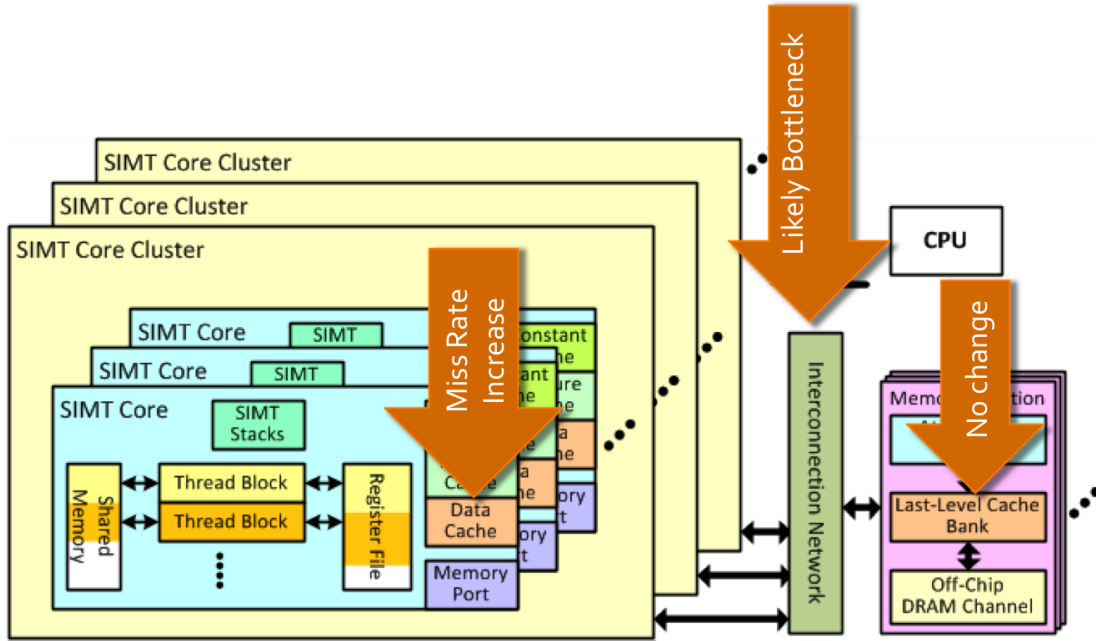 SIMT Core Cluster
SIMT Core Cluster
SIMT Core Cluster
Likely Bottleneck
CPU
Miss Rate
Increase
No change
SIMT Core
SIMT
SIMT Core
SIMT
SIMT Core
SIMT
Stacks
Shared
Memory
Thread Block
Thread Block
Register File
Cache
Data
Cache
Memory
Port
Interconnection Network
Last-Level Cache
Bank
Off-Chip
DRAM Channel